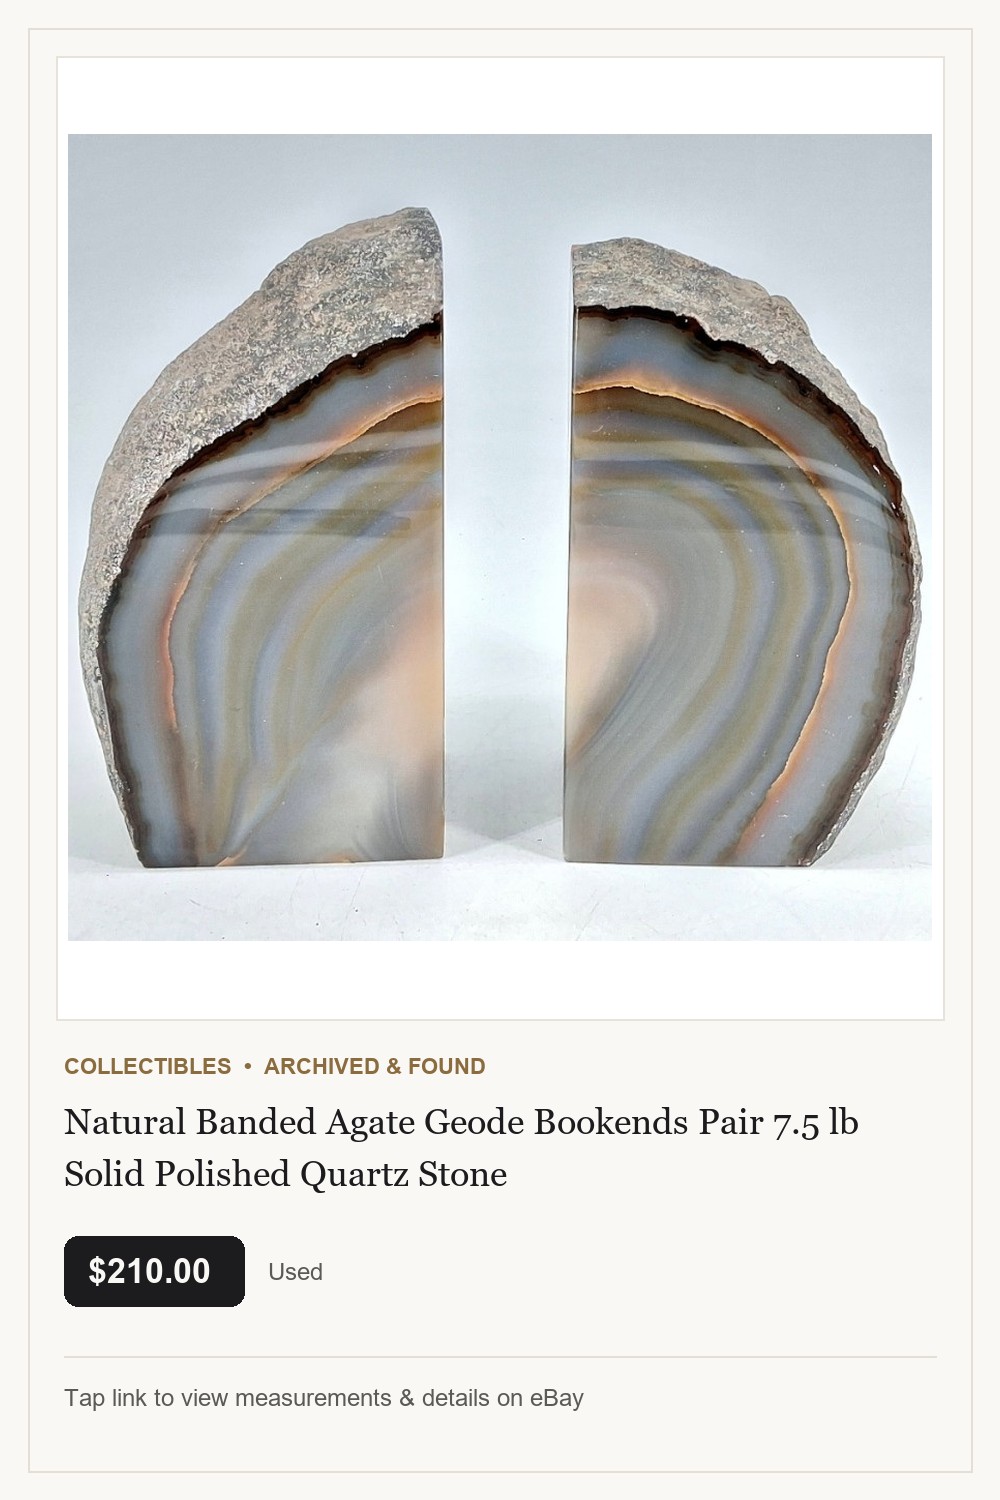 COLLECTIBLES • ARCHIVED & FOUND
Natural Banded Agate Geode Bookends Pair 7.5 lb
Solid Polished Quartz Stone
$210.00 Used
Tap link to view measurements & details on eBay